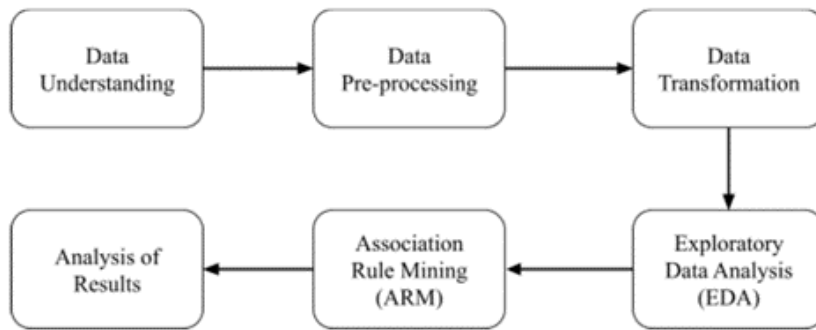 Data
Understanding
Data
Pre-processing
Data
Transformation
Exploratory
Data Analysis
(EDA)
Association
Rule Mining
(ARM)
Analysis of
Results